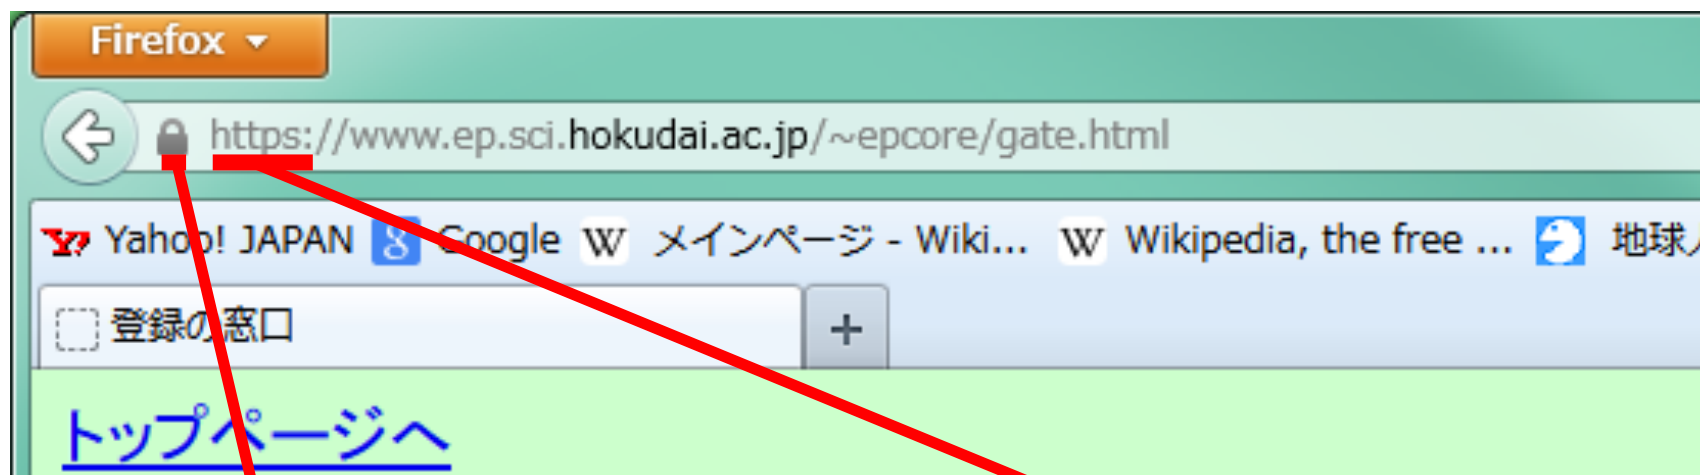 Firefox
https://www.ep.sci.hokudai.ac.jp/~epcore/gate.html
Yahoo! JAPAN Google W メインページ - Wiki... W Wikipedia, the free ... 地球
登録の窓口 +
トップページへ